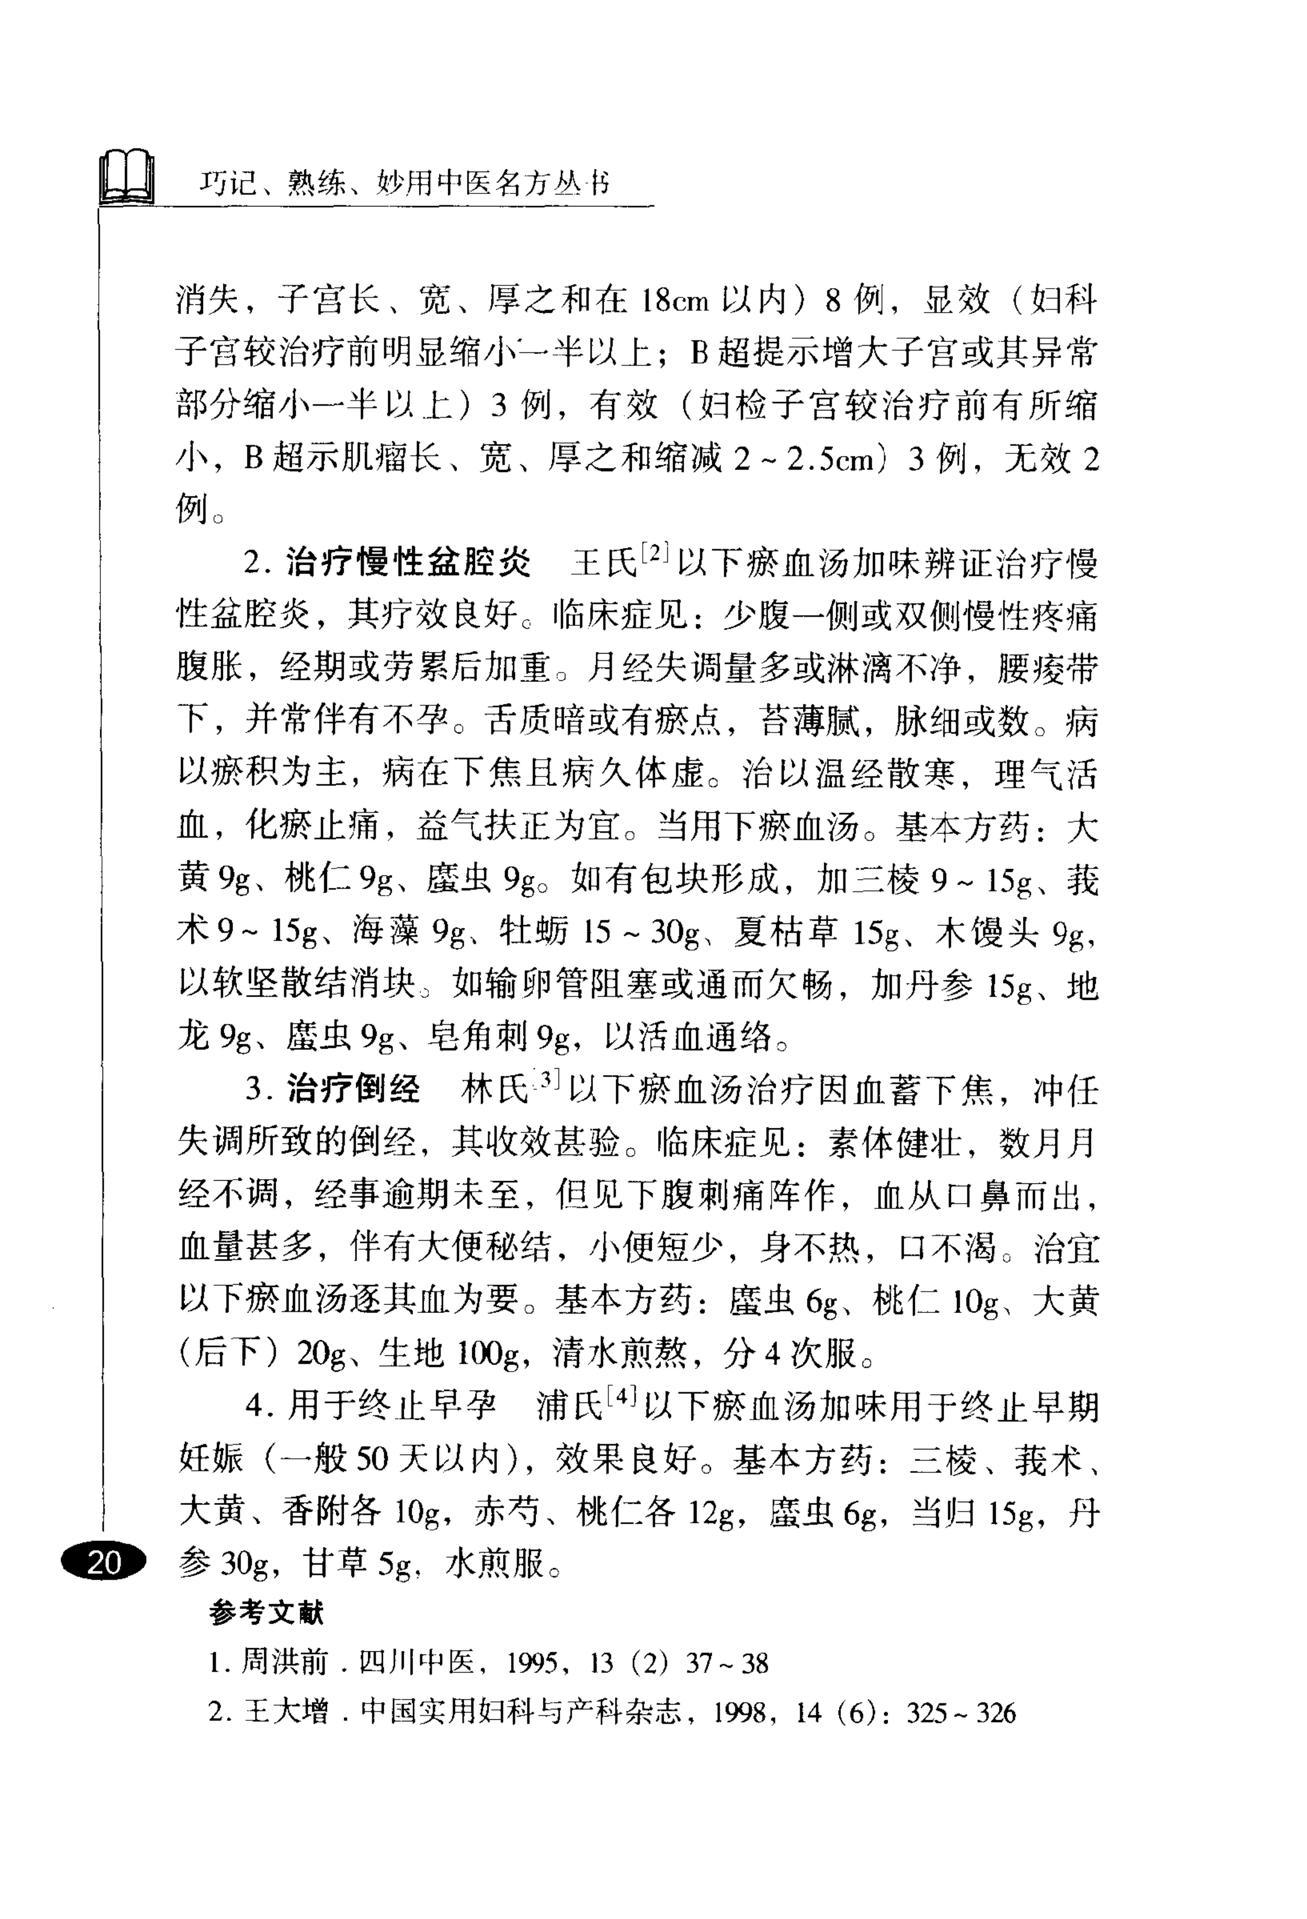 巧记、熟练、妙用中医名方丛书
消失，子宫长、宽、厚之和在 18cm 以内）8 例，显效（妇科
子宫较治疗前明显缩小一半以上；B 超提示增大子宫或其异常
部分缩小一半以上）3 例，有效（妇检子宫较治疗前有所缩
小，B 超示肌瘤长、宽、厚之和缩减 2～2.5cm）3 例，无效 2
例。
2. 治疗慢性盆腔炎　王氏[2]以下瘀血汤加味辨证治疗慢
性盆腔炎，其疗效良好。临床症见：少腹一侧或双侧慢性疼痛
腹胀，经期或劳累后加重。月经失调量多或淋漓不净，腰痠带
下，并常伴有不孕。舌质暗或有瘀点，苔薄腻，脉细或数。病
以瘀积为主，病在下焦且病久体虚。治以温经散寒，理气活
血，化瘀止痛，益气扶正为宜。当用下瘀血汤。基本方药：大
黄 9g、桃仁 9g、䗪虫 9g。如有包块形成，加三棱 9～15g、莪
术 9～15g、海藻 9g、牡蛎 15～30g、夏枯草 15g、木馒头 9g，
以软坚散结消块。如输卵管阻塞或通而欠畅，加丹参 15g、地
龙 9g、䗪虫 9g、皂角刺 9g，以活血通络。
3. 治疗倒经　林氏[3]以下瘀血汤治疗因血蓄下焦，冲任
失调所致的倒经，其收效甚验。临床症见：素体健壮，数月月
经不调，经事逾期未至，但见下腹刺痛阵作，血从口鼻而出，
血量甚多，伴有大便秘结，小便短少，身不热，口不渴。治宜
以下瘀血汤逐其血为要。基本方药：䗪虫 6g、桃仁 10g、大黄
（后下）20g、生地 100g，清水煎熬，分 4 次服。
4. 用于终止早孕　浦氏[4]以下瘀血汤加味用于终止早期
妊娠（一般 50 天以内），效果良好。基本方药：三棱、莪术、
大黄、香附各 10g，赤芍、桃仁各 12g，䗪虫 6g，当归 15g，丹
参 30g，甘草 5g，水煎服。
20
参考文献
1. 周洪前．四川中医，1995，13（2）37～38
2. 王大增．中国实用妇科与产科杂志，1998，14（6）：325～326